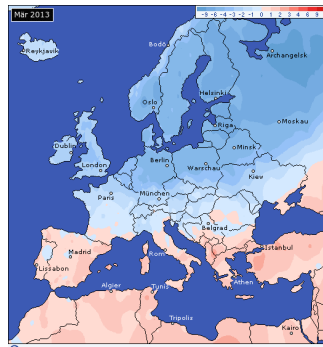 Mär 2013
-9 -6 -4 -3 -2 -1 0 1 2 3 4 6 9
Bodö
Reykjavik
Archangelsk
Helsinki
Oslo
Riga
Moskau
Dublin
Minsk
London
Berlin
Warschau
Kiev
Paris
München
Belgrad
Istanbul
Madrid
Rom
Lissabon
Athen
Algier
Tunis
Tripolis
Kairo